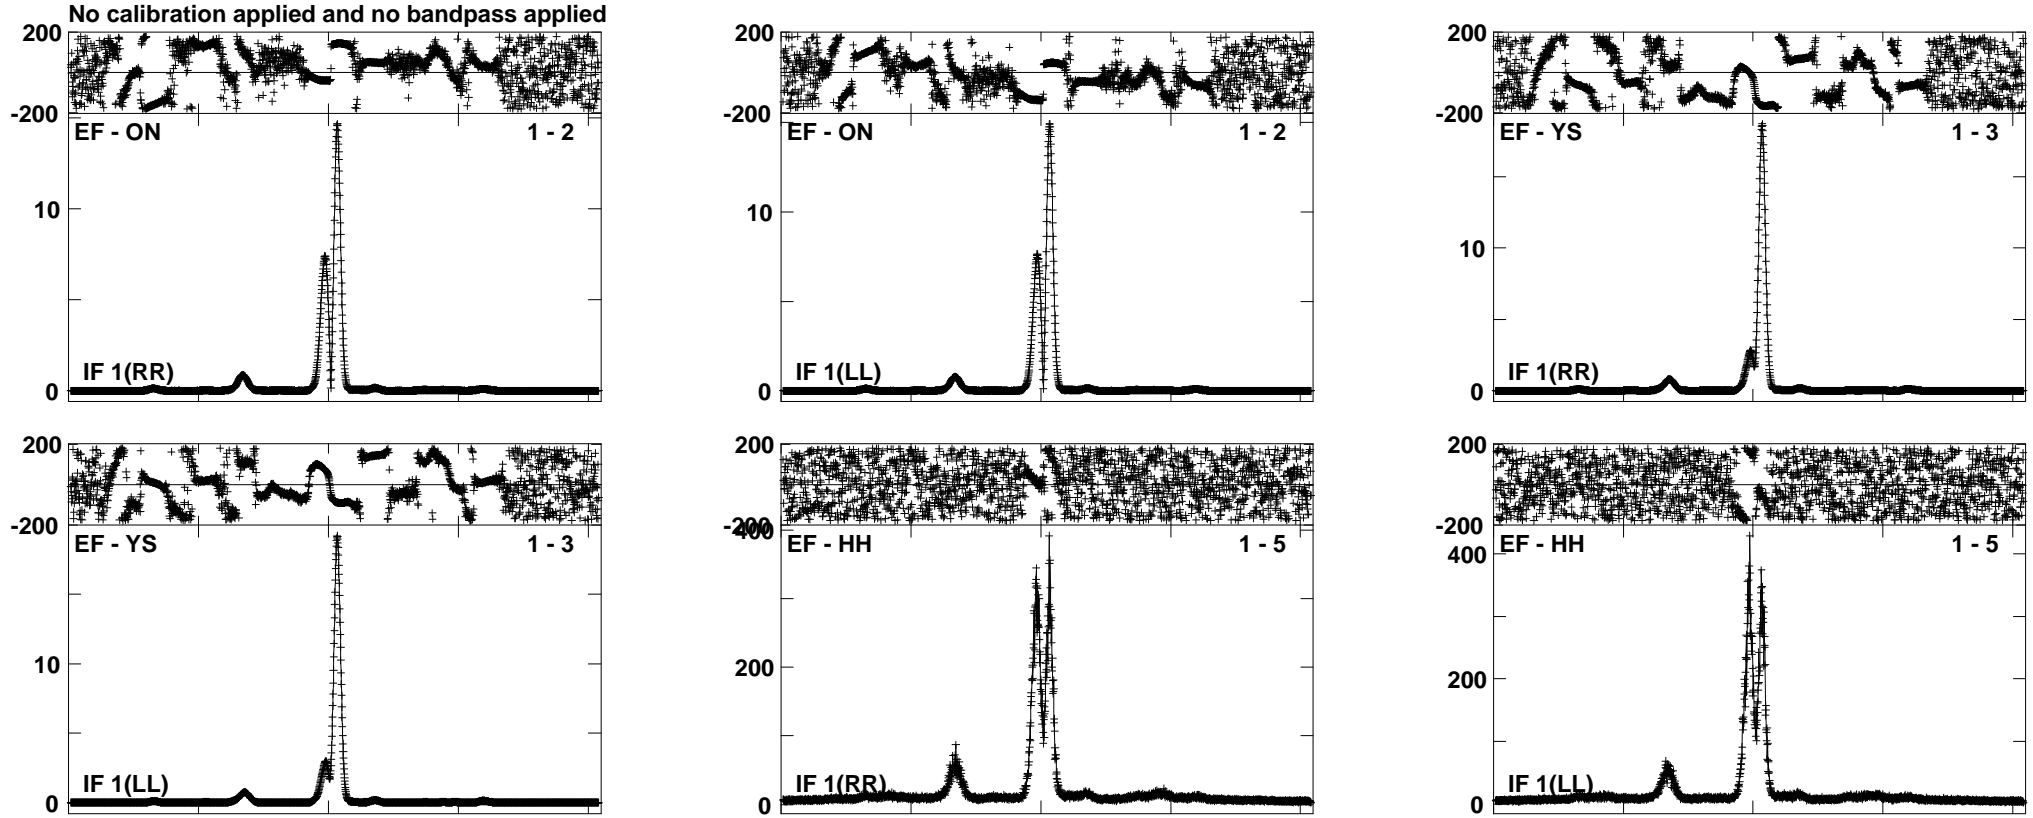 No calibration applied and no bandpass applied
200
-200
EF - ON
1 - 2
10
IF 1(RR)
0
200
-200
EF - ON
1 - 2
10
IF 1(LL)
0
200
-200
EF - YS
1 - 3
10
IF 1(RR)
0
200
-200
EF - YS
1 - 3
10
IF 1(LL)
0
200
-200
400
EF - HH
1 - 5
200
IF 1(RR)
0
200
-200
EF - HH
1 - 5
400
200
IF 1(LL)
0